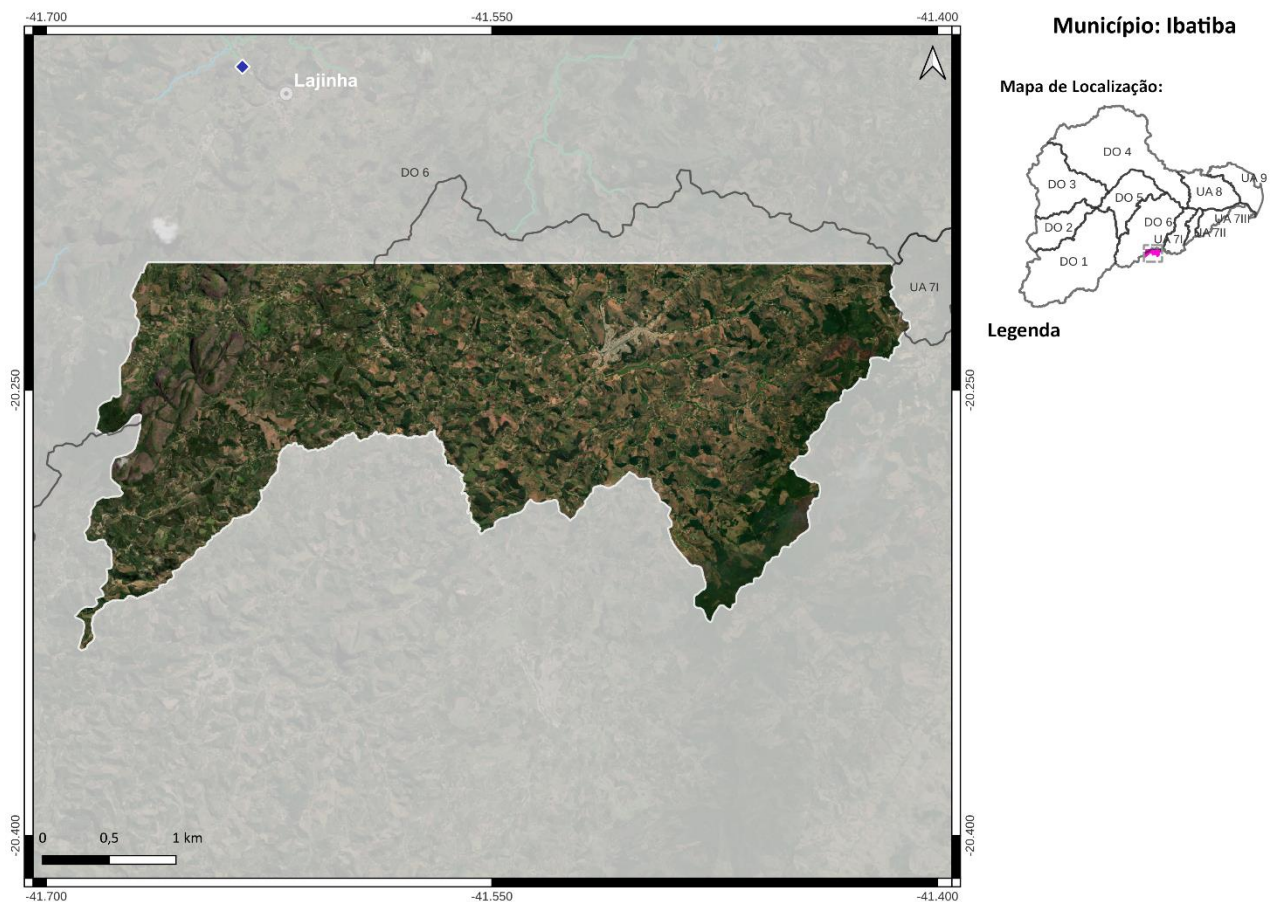 -41.700
-41.550
-41.400
Município: Ibatiba
Lajinha
Mapa de Localização:
DO 4
UA 9
DO 3
UA 8
DO 5
DO 6
DO 2
DO 6
UA 7III
UA 7II
UA 7I
DO 1
UA 7I
Legenda
-20.250
-20.250
-20.400
-20.400
0 0,5 1 km
-41.700
-41.550
-41.400